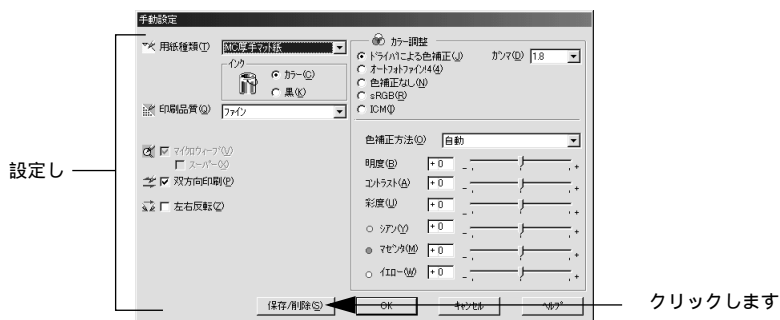 手動設定
用紙種類(T) MC厚手マット紙
インク
カラー(C)
黒(K)
印刷品質(Q) ファイン
マイクロウィーブ(V)
スーパー(X)
双方向印刷(P)
左右反転(Z)
カラー調整
ドライバによる色補正(J) ガンマ(D) 1.8
オートフォトファイン!4(4)
色補正なし(N)
sRGB(R)
ICM(I)
色補正方法(O) 自動
明度(B) +0 - +
コントラスト(A) +0 - +
彩度(U) +0 - +
シアン(Y) +0 - +
マゼンタ(M) +0 - +
イエロー(W) +0 - +
保存/削除(S) OK キャンセル ヘルプ
設定し
クリックします